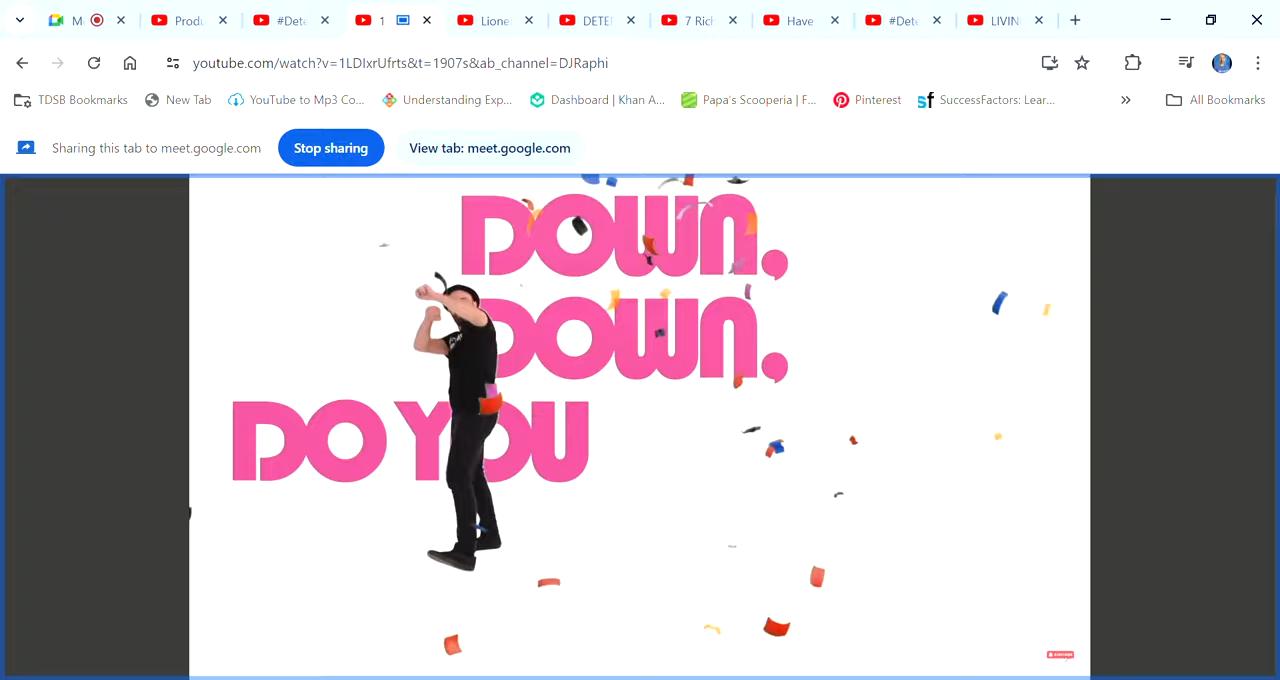 M
Produ
#Dete
1
Lione
DETE
7 Rich
Have
#Dete
LIVIN
youtube.com/watch?v=1LDIxrUfrts&t=1907s&ab_channel=DJRaphi
TDSB Bookmarks
New Tab
YouTube to Mp3 Co...
Understanding Exp...
Dashboard | Khan A...
Papa's Scooperia | F...
Pinterest
SuccessFactors: Lear...
All Bookmarks
Sharing this tab to meet.google.com
Stop sharing
View tab: meet.google.com
DOWN,
DOWN,
DO YOU